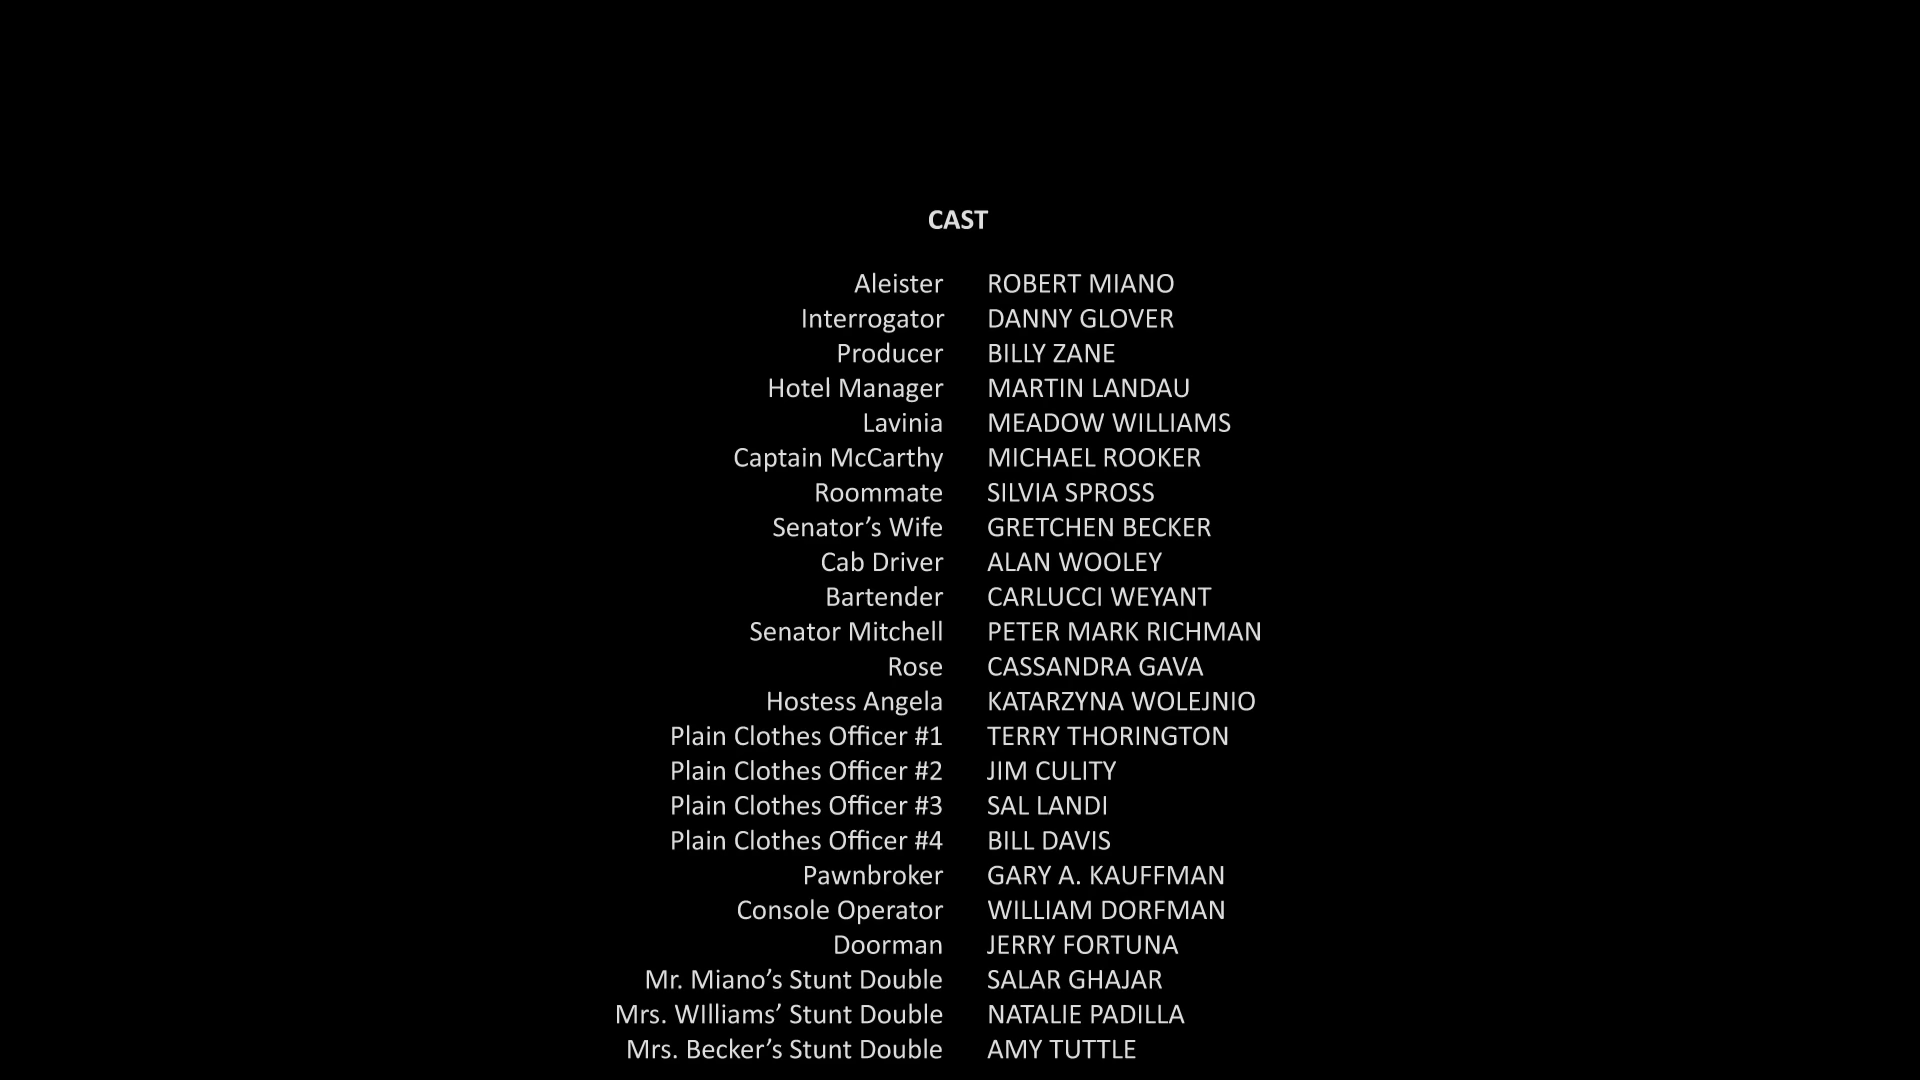 CAST
Aleister ROBERT MIANO
Interrogator DANNY GLOVER
Producer BILLY ZANE
Hotel Manager MARTIN LANDAU
Lavinia MEADOW WILLIAMS
Captain McCarthy MICHAEL ROOKER
Roommate SILVIA SPROSS
Senator’s Wife GRETCHEN BECKER
Cab Driver ALAN WOOLEY
Bartender CARLUCCI WEYANT
Senator Mitchell PETER MARK RICHMAN
Rose CASSANDRA GAVA
Hostess Angela KATARZYNA WOLEJNIO
Plain Clothes Officer #1 TERRY THORINGTON
Plain Clothes Officer #2 JIM CULITY
Plain Clothes Officer #3 SAL LANDI
Plain Clothes Officer #4 BILL DAVIS
Pawnbroker GARY A. KAUFFMAN
Console Operator WILLIAM DORFMAN
Doorman JERRY FORTUNA
Mr. Miano’s Stunt Double SALAR GHAJAR
Mrs. WIlliams’ Stunt Double NATALIE PADILLA
Mrs. Becker’s Stunt Double AMY TUTTLE